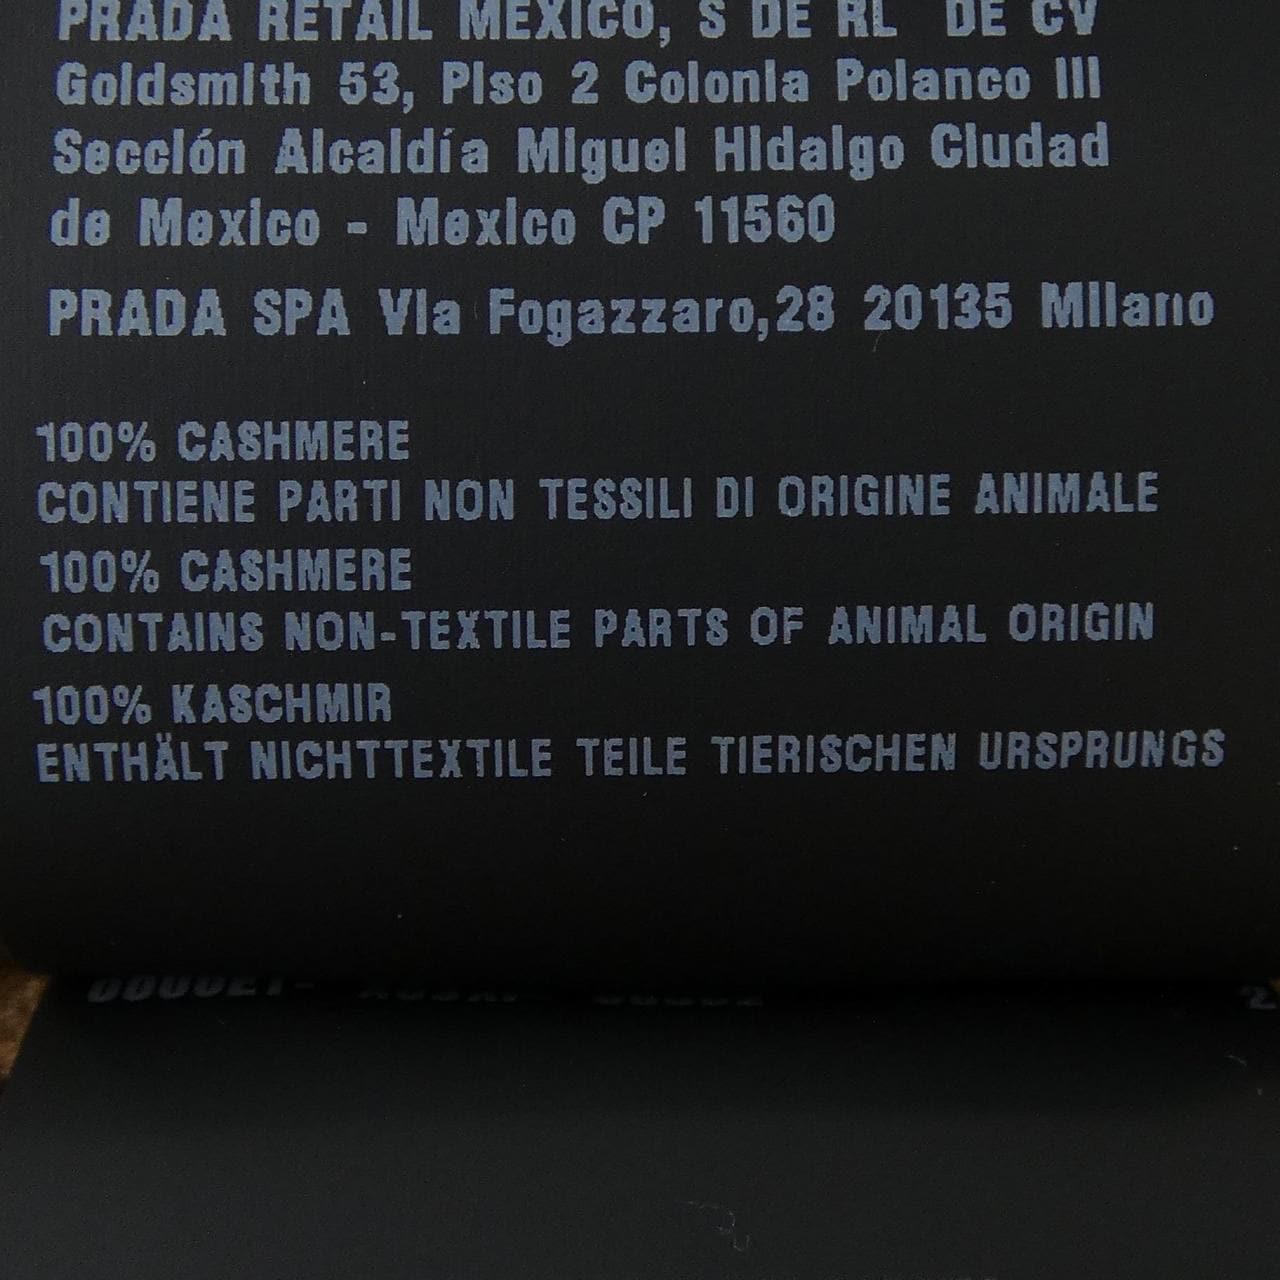 PRADA RETAIL MEXICO, S DE RL DE CV
Goldsmith 53, Piso 2 Colonia Polanco III
Sección Alcaldía Miguel Hidalgo Ciudad
de Mexico - Mexico CP 11560
PRADA SPA Via Fogazzaro,28 20135 Milano
100% CASHMERE
CONTIENE PARTI NON TESSILI DI ORIGINE ANIMALE
100% CASHMERE
CONTAINS NON-TEXTILE PARTS OF ANIMAL ORIGIN
100% KASCHMIR
ENTHÄLT NICHTTEXTILE TEILE TIERISCHEN URSPRUNGS